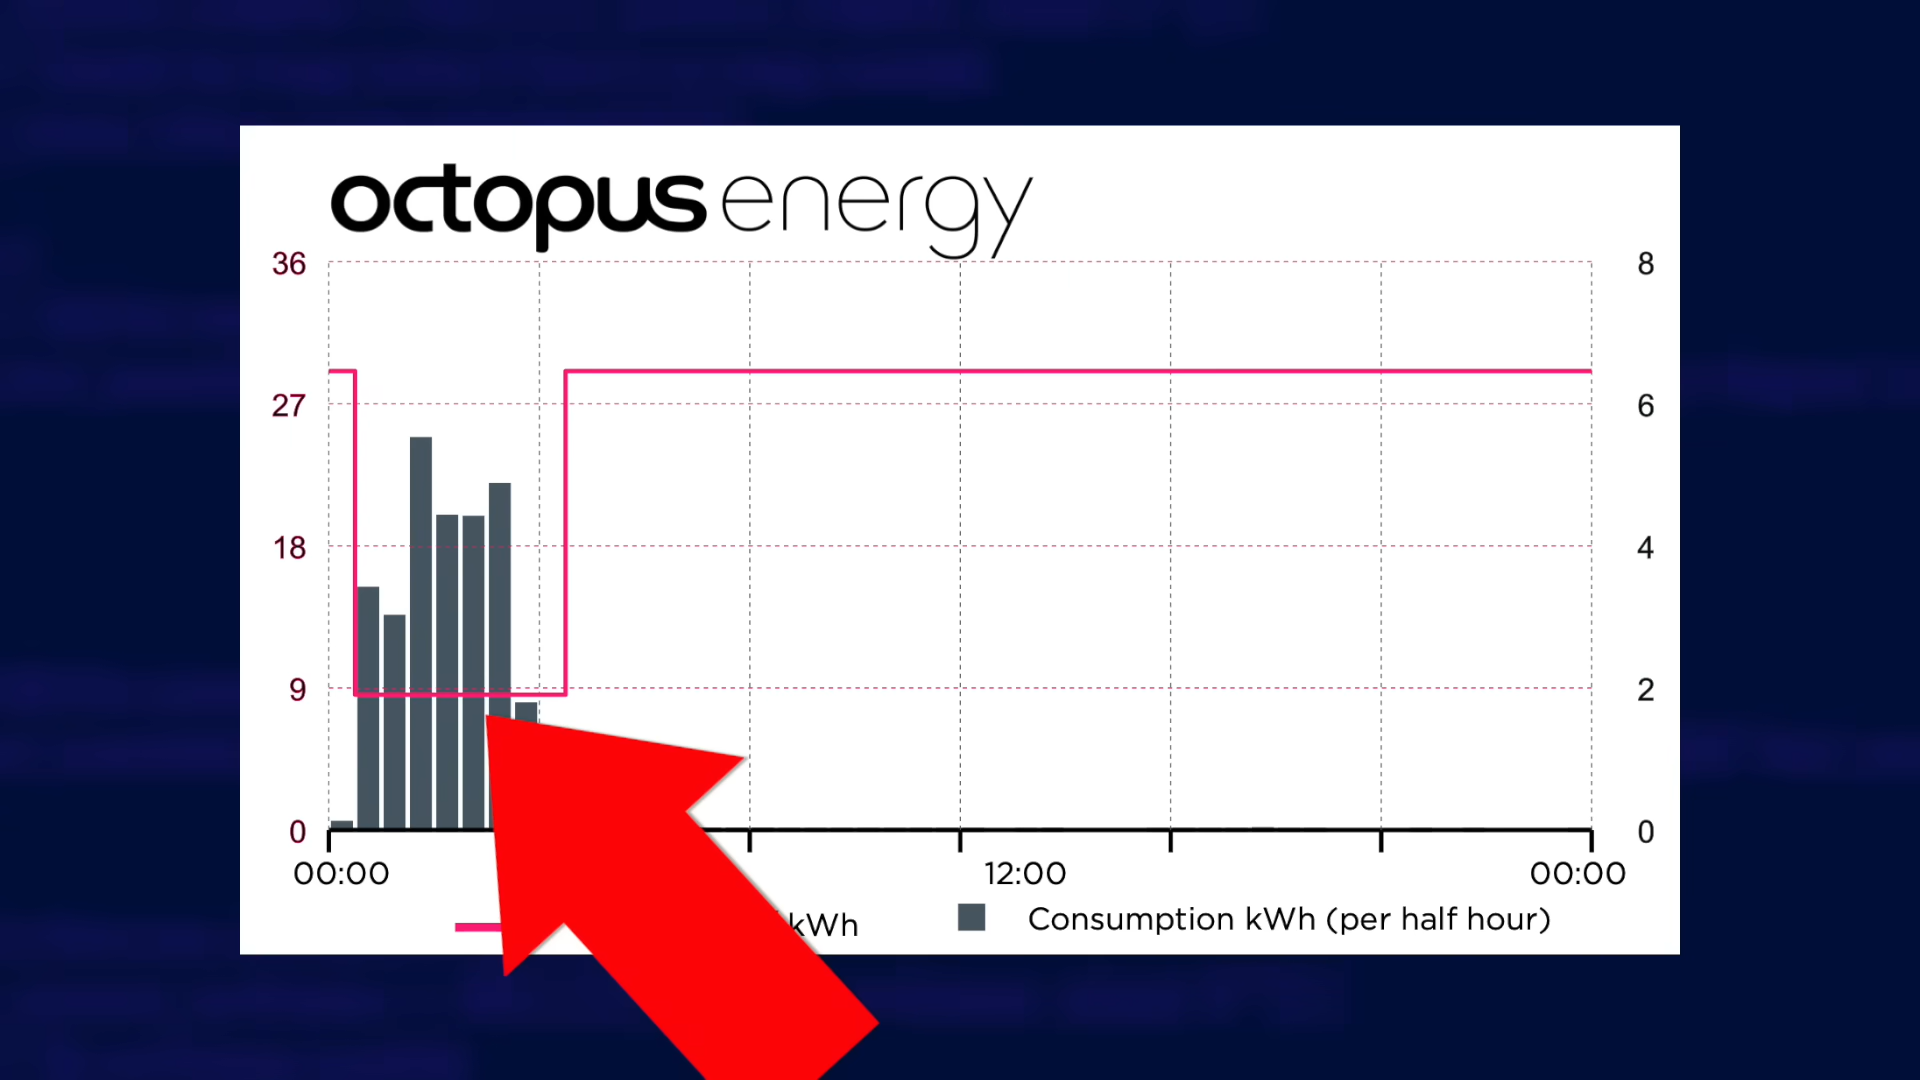 octopus energy
36 8
27 6
18 4
9 2
0 0
00:00 12:00 00:00
kWh Consumption kWh (per half hour)